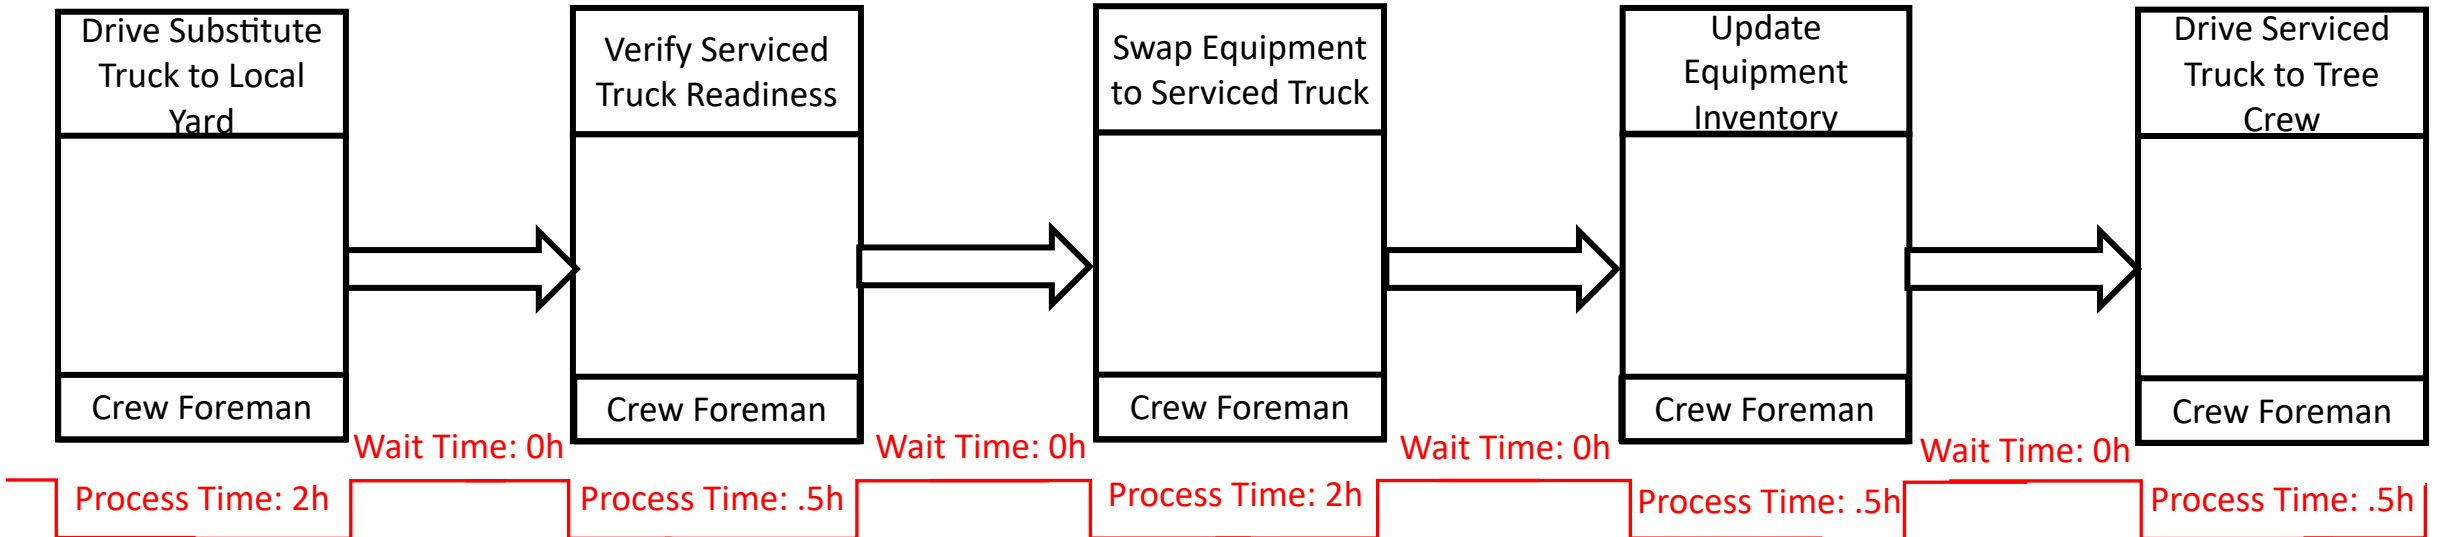 Drive Substitute
Truck to Local
Yard
Crew Foreman
Wait Time: 0h
Process Time: 2h
Verify Serviced
Truck Readiness
Crew Foreman
Wait Time: 0h
Process Time: .5h
Swap Equipment
to Serviced Truck
Crew Foreman
Wait Time: 0h
Process Time: 2h
Update
Equipment
Inventory
Crew Foreman
Wait Time: 0h
Process Time: .5h
Drive Serviced
Truck to Tree
Crew
Crew Foreman
Process Time: .5h